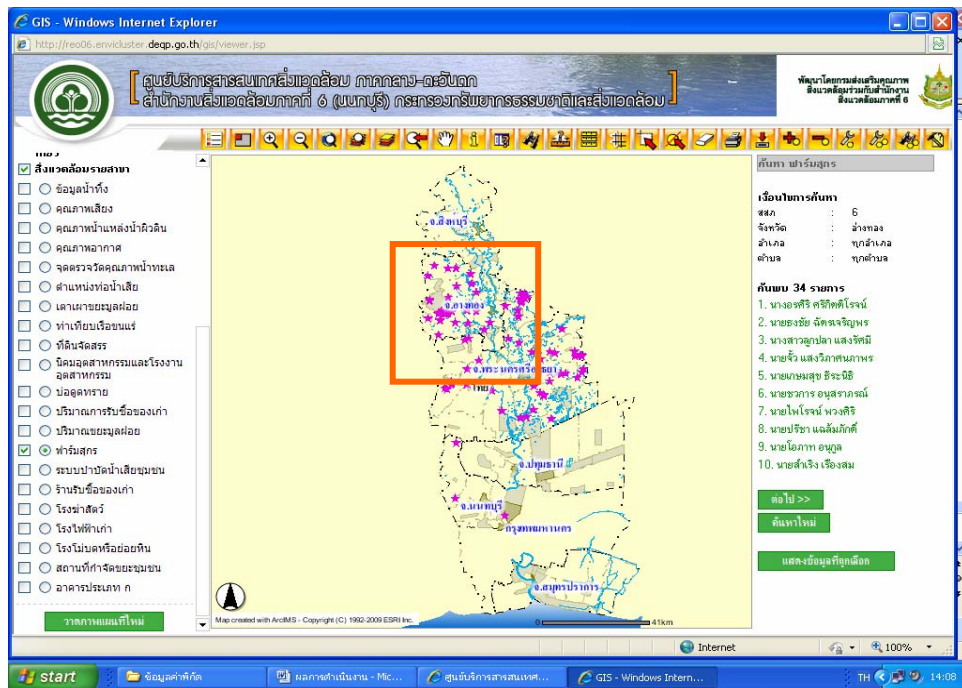 GIS - Windows Internet Explorer
http://reo06.envicluster.deqp.go.th/gis/viewer.jsp
ศูนย์บริการสารสนเทศสิ่งแวดล้อม ภาคกลาง-ตะวันตก
สำนักงานสิ่งแวดล้อมภาคที่ 6 (นนทบุรี) กระทรวงทรัพยากรธรรมชาติและสิ่งแวดล้อม
พัฒนาโดยกรมส่งเสริมคุณภาพ
สิ่งแวดล้อมร่วมกับสำนักงาน
สิ่งแวดล้อมภาคที่ 6
สิ่งแวดล้อมรายสาขา
ข้อมูลน้ำทิ้ง
คุณภาพเสียง
คุณภาพน้ำแหล่งน้ำผิวดิน
คุณภาพอากาศ
จุดตรวจวัดคุณภาพน้ำทะเล
ตำแหน่งท่อน้ำเสีย
เตาเผาขยะมูลฝอย
ท่าเทียบเรือขนแร่
ที่ดินจัดสรร
นิคมอุตสาหกรรมและโรงงาน
อุตสาหกรรม
บ่อดูดทราย
ปริมาณการรับซื้อของเก่า
ปริมาณขยะมูลฝอย
ฟาร์มสุกร
ระบบบำบัดน้ำเสียชุมชน
ร้านรับซื้อของเก่า
โรงฆ่าสัตว์
โรงไฟฟ้าเก่า
โรงโม่บดหรือย่อยหิน
สถานที่กำจัดขยะชุมชน
อาคารประเภท ก
วาดภาพแผนที่ใหม่
จ.สิงหบุรี
จ.อางทอง
จ.พระนครศรีอยุธยา
ไทย
จ.ปทุมธานี
จ.นนทบุรี
กรุงเทพมหานคร
จ.สมุทรปราการ
Map created with ArcIMS - Copyright (C) 1992-2009 ESRI Inc.
0 41km
ค้นหา ฟาร์มสุกร
เงื่อนไขการค้นหา
สสภ : 6
จังหวัด : อ่างทอง
อำเภอ : ทุกอำเภอ
ตำบล : ทุกตำบล
ค้นพบ 34 รายการ
1. นางอรศิริ ศรีกิตติโรจน์
2. นายธงชัย ฉัตรเจริญพร
3. นางสาวลูกปลา แสงรัศมี
4. นายจั๊ว แสงวิภาศนภาพร
5. นายเกษมสุข ธีระนิธิ
6. นายชวการ อนุสราภรณ์
7. นายไพโรจน์ พวงศิริ
8. นายปรีชา แฉล้มภักดิ์
9. นายโอภาท อนุกูล
10. นายสำเริง เรืองสม
ต่อไป >>
ค้นหาใหม่
แสดงข้อมูลที่ถูกเลือก
Internet
100%
start
ข้อมูลค่าพิกัด
ผลการดำเนินงาน - Mic...
ศูนย์บริการสารสนเทศ...
GIS - Windows Intern...
TH
14:08